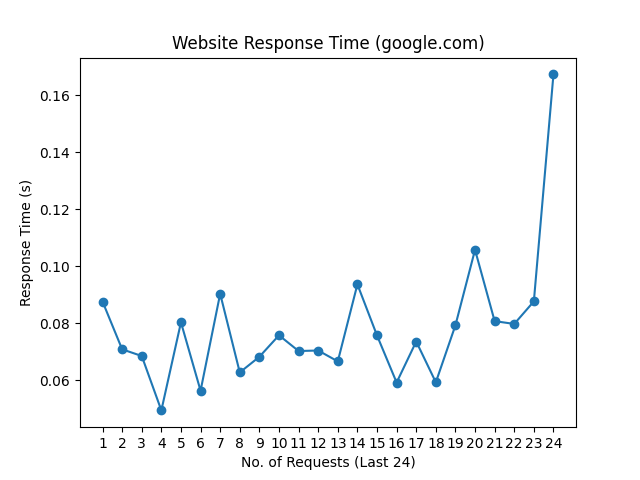 Website Response Time (google.com)
0.16
0.14
0.12
0.10
0.08
0.06
Response Time (s)
1 2 3 4 5 6 7 8 9 10 11 12 13 14 15 16 17 18 19 20 21 22 23 24
No. of Requests (Last 24)